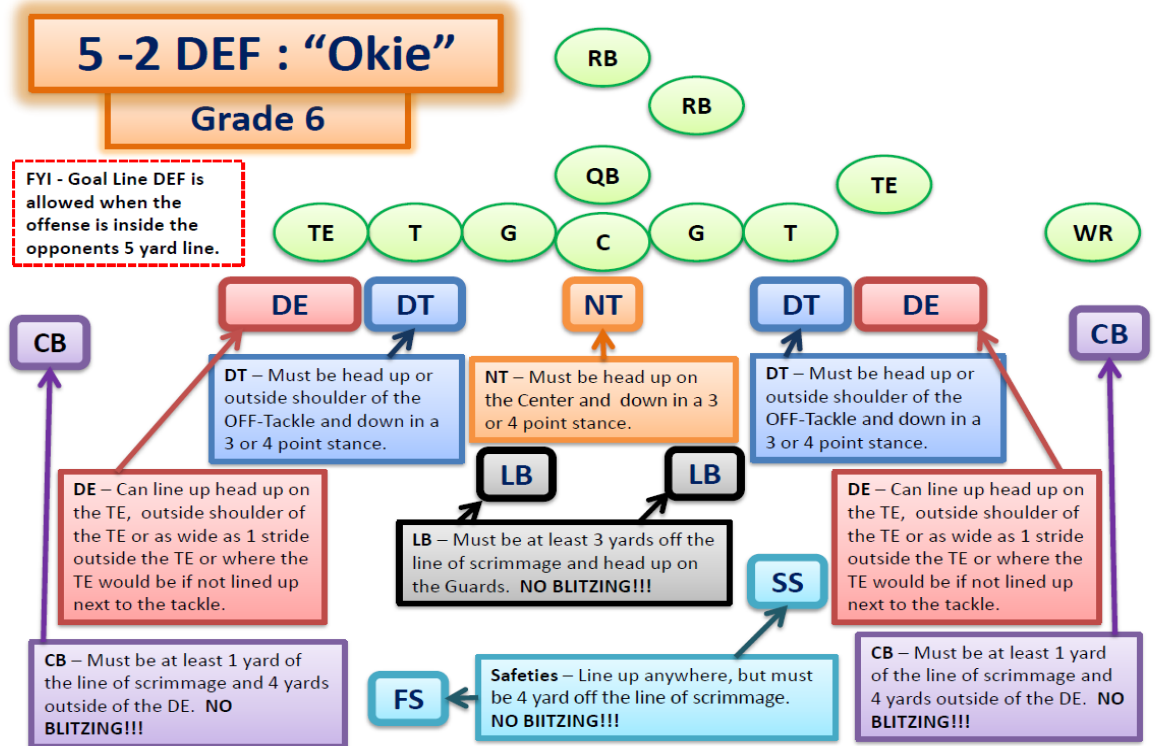 5 -2 DEF : “Okie”
Grade 6
FYI - Goal Line DEF is
allowed when the
offense is inside the
opponents 5 yard line.
RB
RB
QB
TE
TE
T
G
C
G
T
WR
DE
DT
NT
DT
DE
CB
CB
DT – Must be head up or
outside shoulder of the
OFF-Tackle and down in a
3 or 4 point stance.
NT – Must be head up on
the Center and down in a 3
or 4 point stance.
DT – Must be head up or
outside shoulder of the
OFF-Tackle and down in a
3 or 4 point stance.
LB
LB
DE – Can line up head up on
the TE, outside shoulder of
the TE or as wide as 1 stride
outside the TE or where the
TE would be if not lined up
next to the tackle.
LB – Must be at least 3 yards off the
line of scrimmage and head up on
the Guards. NO BLITZING!!!
DE – Can line up head up on
the TE, outside shoulder of
the TE or as wide as 1 stride
outside the TE or where the
TE would be if not lined up
next to the tackle.
SS
CB – Must be at least 1 yard of
the line of scrimmage and 4 yards
outside of the DE. NO
BLITZING!!!
FS
Safeties – Line up anywhere, but must
be 4 yard off the line of scrimmage.
NO BIITZING!!!
CB – Must be at least 1 yard
of the line of scrimmage and
4 yards outside of the DE. NO
BLITZING!!!